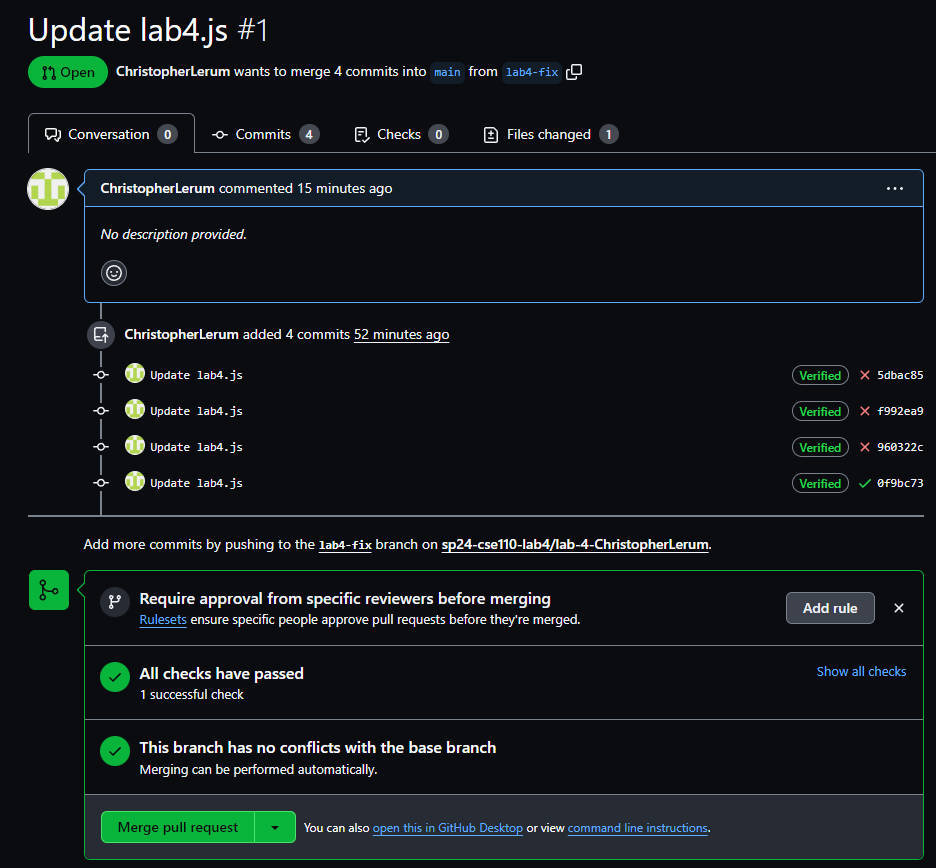 Update lab4.js #1
Open ChristopherLerum wants to merge 4 commits into main from lab4-fix
Conversation 0 Commits 4 Checks 0 Files changed 1
ChristopherLerum commented 15 minutes ago
No description provided.
ChristopherLerum added 4 commits 52 minutes ago
Update lab4.js Verified 5dbac85
Update lab4.js Verified f992ea9
Update lab4.js Verified 960322c
Update lab4.js Verified 0f9bc73
Add more commits by pushing to the lab4-fix branch on sp24-cse110-lab4/lab-4-ChristopherLerum.
Require approval from specific reviewers before merging
Rulesets ensure specific people approve pull requests before they're merged.
Add rule
All checks have passed
1 successful check
Show all checks
This branch has no conflicts with the base branch
Merging can be performed automatically.
Merge pull request You can also open this in GitHub Desktop or view command line instructions.